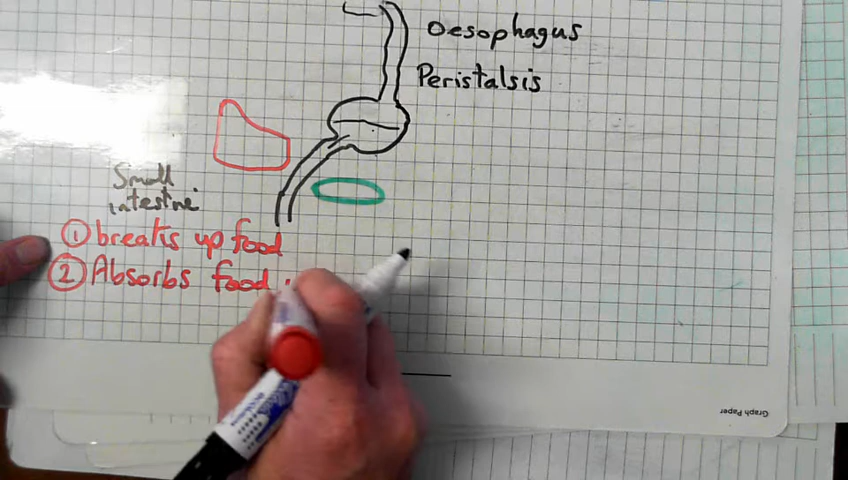 Oesophagus
Peristalsis
Small
intestine
① breaks up food
② Absorbs food
Graph Paper